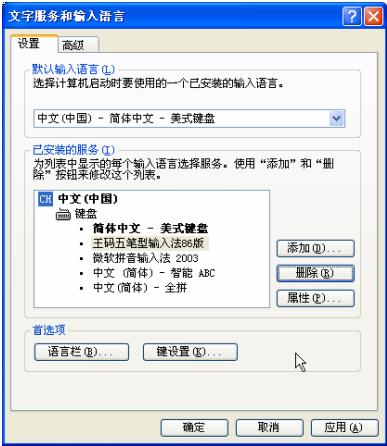 文字服务和输入语言
设置 高级
默认输入语言(L)
选择计算机启动时要使用的一个已安装的输入语言。
中文(中国) - 简体中文 - 美式键盘
已安装的服务(I)
为列表中显示的每个输入语言选择服务。使用“添加”和“删
除”按钮来修改这个列表。
CH 中文(中国)
键盘
· 简体中文 - 美式键盘
· 王码五笔型输入法86版
· 微软拼音输入法 2003
· 中文 (简体) - 智能 ABC
· 中文(简体) - 全拼
添加(D)...
删除(R)
属性(P)...
首选项
语言栏(B)... 键设置(K)...
确定 取消 应用(A)